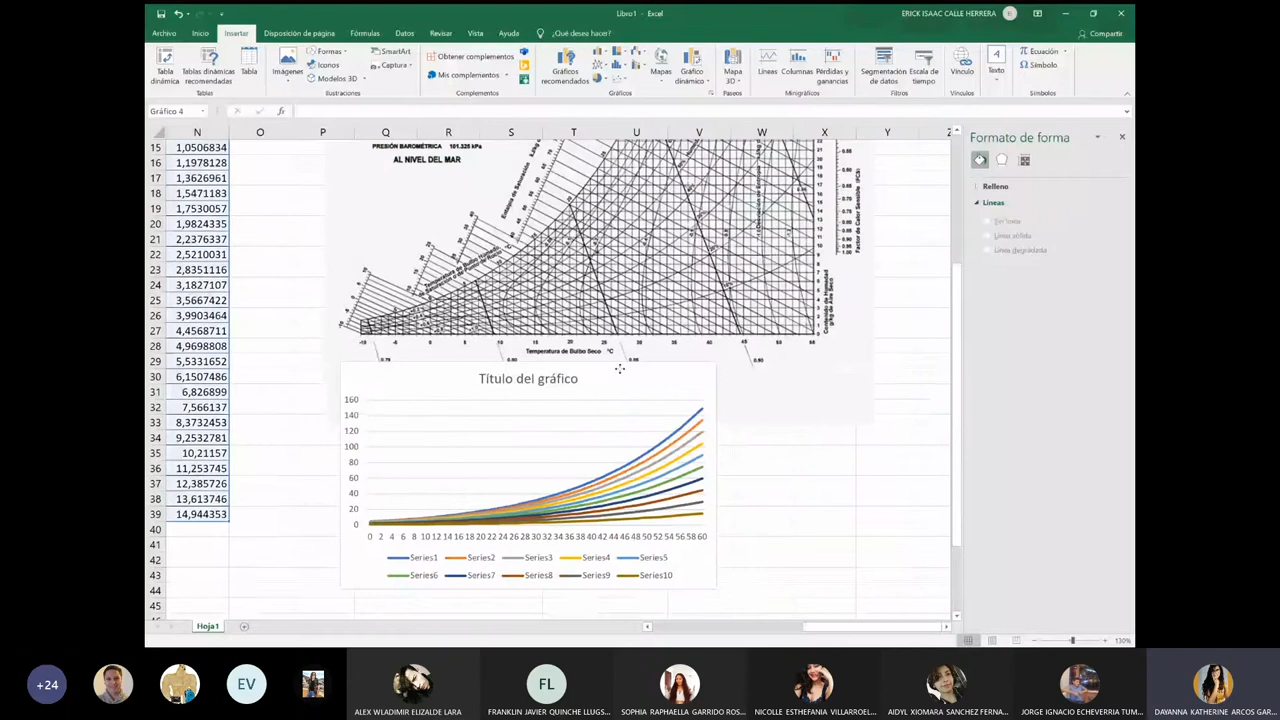 Libro1 - Excel
ERICK ISAAC CALLE HERRERA
Archivo Inicio Insertar Disposición de página Fórmulas Datos Revisar Vista Ayuda ¿Qué desea hacer? Compartir
Tabla dinámica
Tablas dinámicas recomendadas
Tabla
Tablas
Imágenes
Formas
Iconos
Modelos 3D
SmartArt
Captura
Ilustraciones
Obtener complementos
Mis complementos
Complementos
Gráficos recomendados
Mapas
Gráfico dinámico
Gráficos
Mapa 3D
Paseos
Líneas
Columnas
Pérdidas y ganancias
Minigráficos
Segmentación de datos
Escala de tiempo
Filtros
Vínculo
Vínculos
Texto
Ecuación
Símbolo
Símbolos
Gráfico 4
N O P Q R S T U V W X Y
15 1,0506834
16 1,1978128
17 1,3626961
18 1,5471183
19 1,7530057
20 1,9824335
21 2,2376337
22 2,5210031
23 2,8351116
24 3,1827107
25 3,5667422
26 3,9903464
27 4,4568711
28 4,9698808
29 5,5331652
30 6,1507486
31 6,826899
32 7,566137
33 8,3732453
34 9,2532781
35 10,21157
36 11,253745
37 12,385726
38 13,613746
39 14,944353
40
41
42
43
44
45
PRESIÓN BAROMÉTRICA 101.325 kPa
AL NIVEL DEL MAR
Factor de Calor Sensible
Temperatura de Bulbo Seco °C
Título del gráfico
160
140
120
100
80
60
40
20
0
0 2 4 6 8 10 12 14 16 18 20 22 24 26 28 30 32 34 36 38 40 42 44 46 48 50 52 54 56 58 60
Series1 Series2 Series3 Series4 Series5
Series6 Series7 Series8 Series9 Series10
Formato de forma
Relleno
Líneas
Sin línea
Línea sólida
Línea degradada
Hoja1
130%
+24
EV
FL
ALEX WLADIMIR ELIZALDE LARA
FRANKLIN JAVIER QUINCHE LLUGS...
SOPHIA RAPHAELLA GARRIDO ROS...
NICOLLE ESTHEFANIA VILLARROEL...
AIDYL XIOMARA SANCHEZ FERNA...
JORGE IGNACIO ECHEVERRIA TUM...
DAYANNA KATHERINE ARCOS GAR...